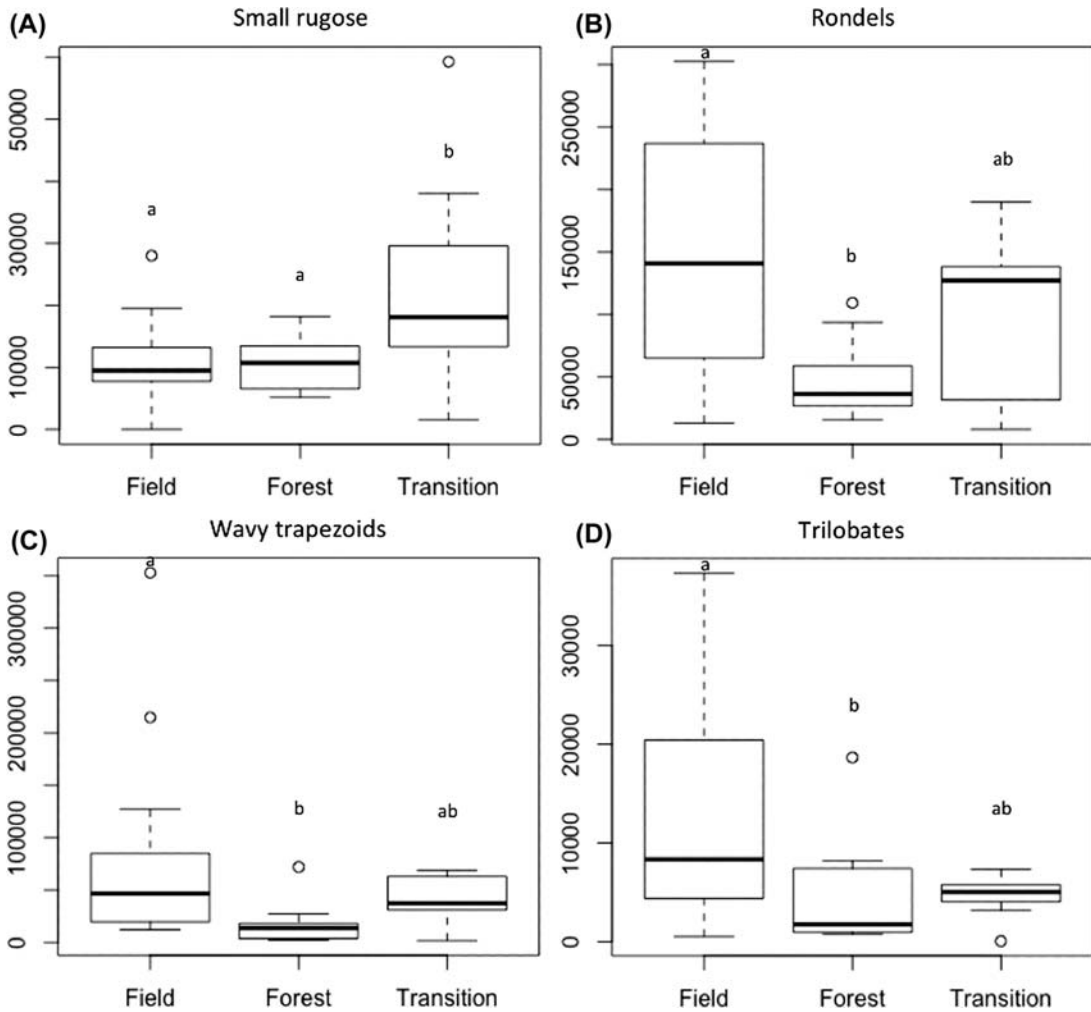 (A)
Small rugose
50000
30000
10000
0
a
a
b
Field
Forest
Transition
(B)
Rondels
250000
150000
50000
0
a
b
ab
Field
Forest
Transition
(C)
Wavy trapezoids
300000
200000
100000
0
a
b
ab
Field
Forest
Transition
(D)
Trilobates
30000
20000
10000
0
a
b
ab
Field
Forest
Transition